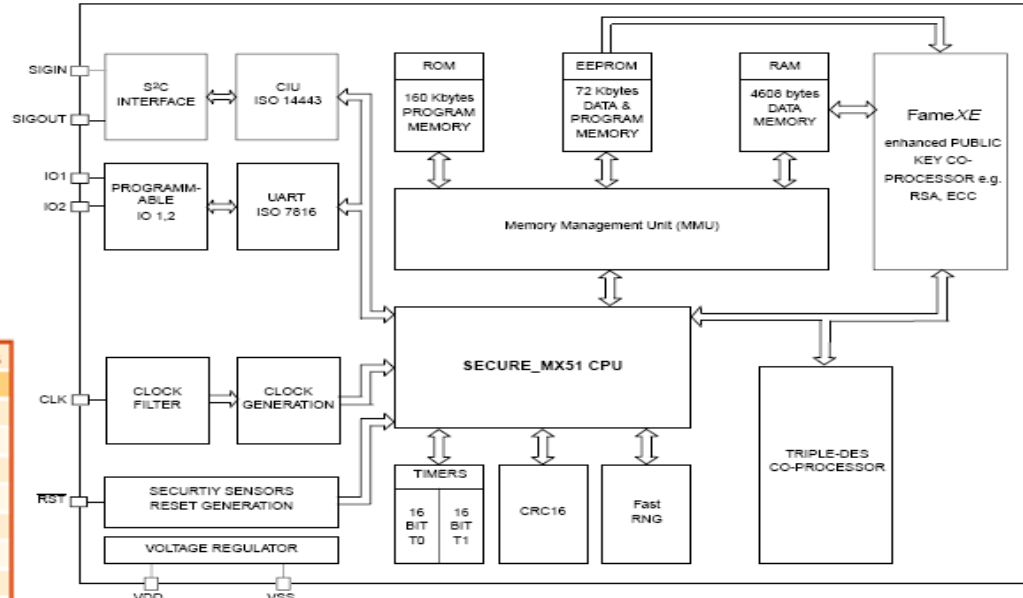 SIGIN
SIGOUT
S²C
INTERFACE
CIU
ISO 14443
ROM
160 Kbytes
PROGRAM
MEMORY
EEPROM
72 Kbytes
DATA &
PROGRAM
MEMORY
RAM
4608 bytes
DATA
MEMORY
FameXE
enhanced PUBLIC
KEY CO-
PROCESSOR e.g.
RSA, ECC
IO1
IO2
PROGRAMM-
ABLE
IO 1,2
UART
ISO 7816
Memory Management Unit (MMU)
SECURE_MX51 CPU
CLK
CLOCK
FILTER
CLOCK
GENERATION
RST
SECURTIY SENSORS
RESET GENERATION
VOLTAGE REGULATOR
TIMERS
16
BIT
T0
16
BIT
T1
CRC16
Fast
RNG
TRIPLE-DES
CO-PROCESSOR
VDD
VSS